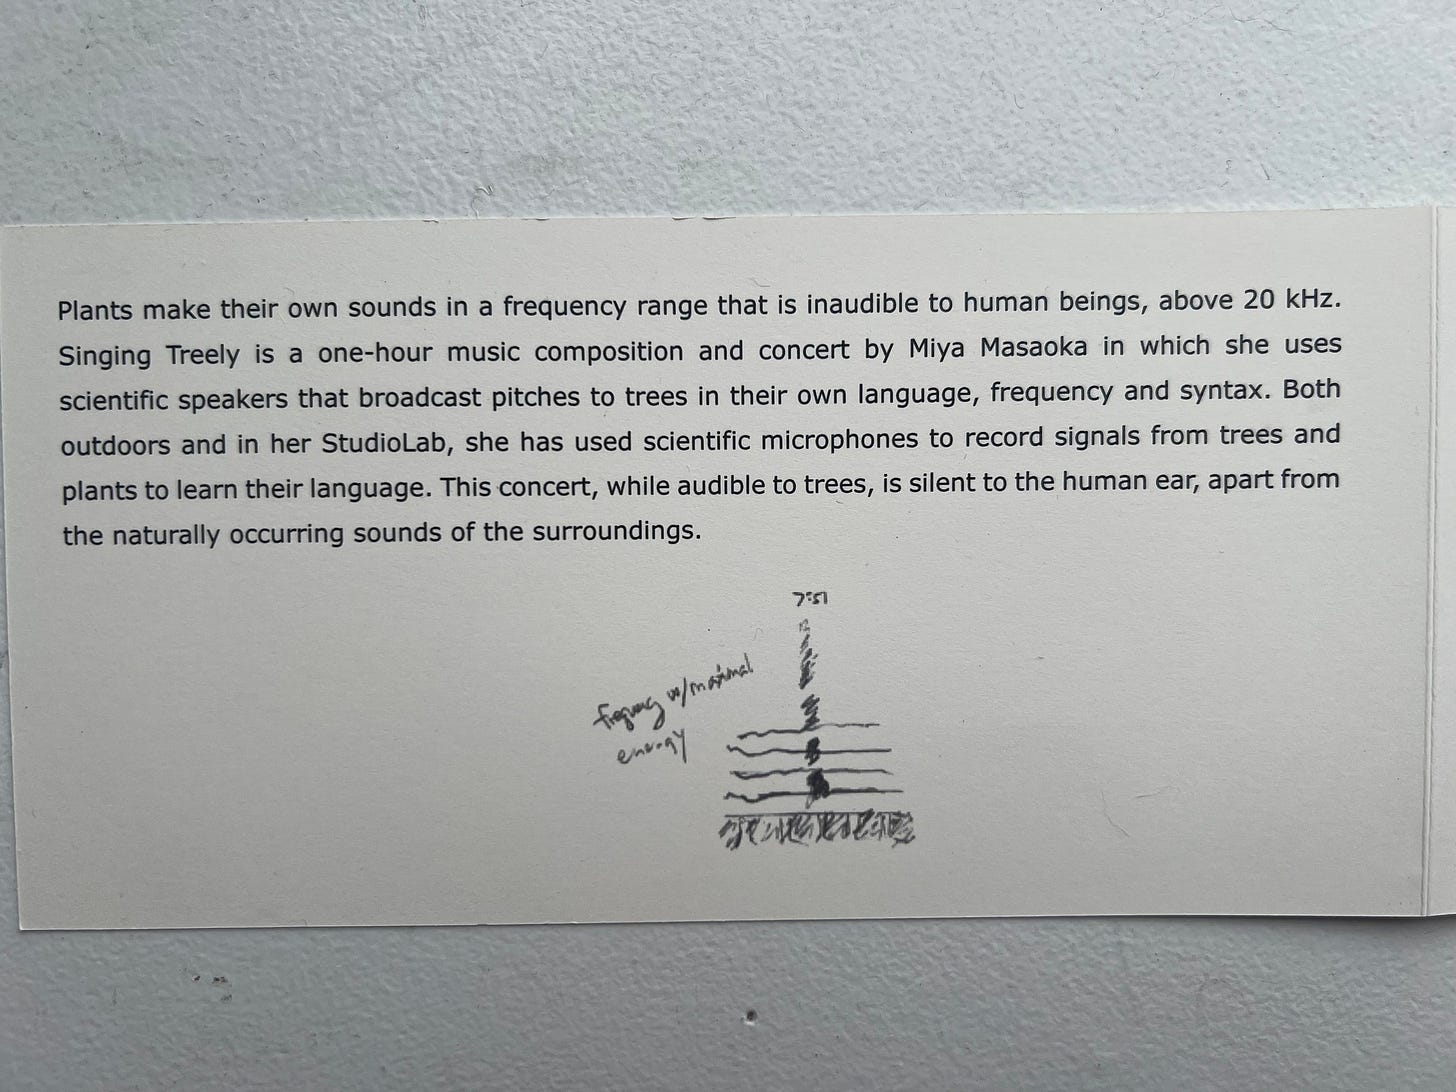 Plants make their own sounds in a frequency range that is inaudible to human beings, above 20 kHz.
Singing Treely is a one-hour music composition and concert by Miya Masaoka in which she uses
scientific speakers that broadcast pitches to trees in their own language, frequency and syntax. Both
outdoors and in her StudioLab, she has used scientific microphones to record signals from trees and
plants to learn their language. This concert, while audible to trees, is silent to the human ear, apart from
the naturally occurring sounds of the surroundings.
7:51
w/maximal
energy